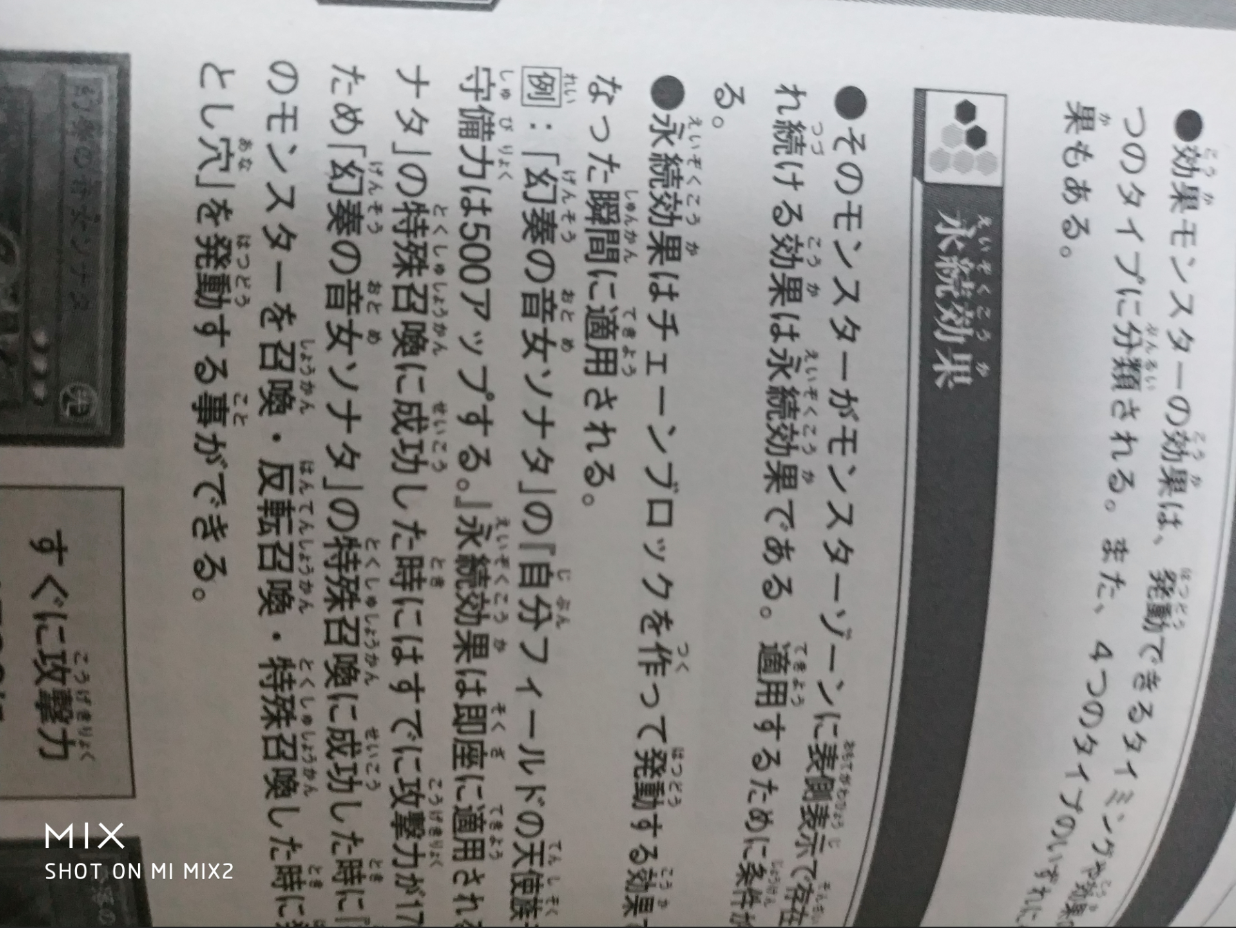 ●効果モンスターの効果は、発動できるタイミングや効果
つのタイプに分類される。また、4つのタイプのいずれに
果もある。
永続効果
●そのモンスターがモンスターゾーンに表側表示で存在
れ続ける効果は永続効果である。適用するために条件が
る。
●永続効果はチェーンブロックを作って発動する効果で
なった瞬間に適用される。
例：「幻奏の音女ソナタ」の『自分フィールドの天使族
守備力は500アップする。』永続効果は即座に適用される
ナタ」の特殊召喚に成功した時にはすでに攻撃力が17
ため「幻奏の音女ソナタ」の特殊召喚に成功した時に『
のモンスターを召喚・反転召喚・特殊召喚した時に
とし穴」を発動する事ができる。
幻奏の音女ソナタ
光
すぐに攻撃力
MIX
SHOT ON MI MIX2